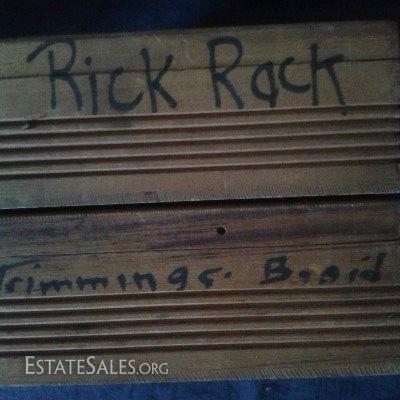 Rick Rack
Trimmings. Braid
ESTATESALES.ORG